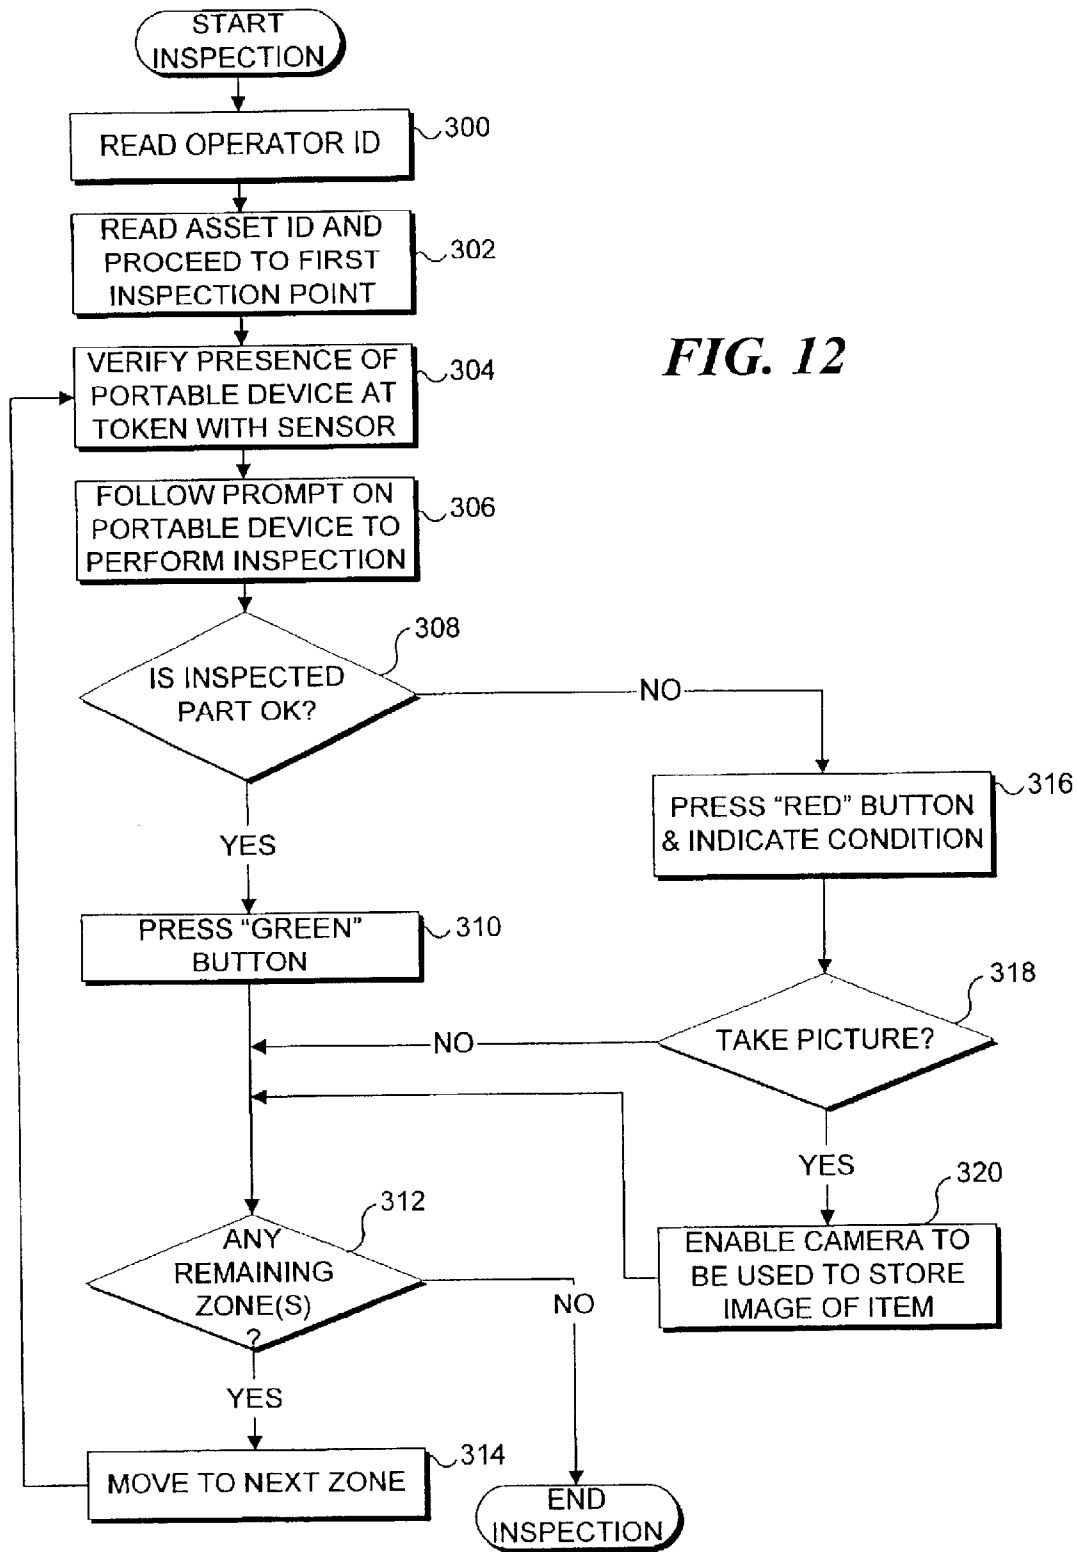 START
INSPECTION
READ OPERATOR ID
300
READ ASSET ID AND
PROCEED TO FIRST
INSPECTION POINT
302
FIG. 12
VERIFY PRESENCE OF
PORTABLE DEVICE AT
TOKEN WITH SENSOR
304
FOLLOW PROMPT ON
PORTABLE DEVICE TO
PERFORM INSPECTION
306
308
IS INSPECTED
PART OK?
NO
YES
316
PRESS “RED” BUTTON
& INDICATE CONDITION
PRESS “GREEN”
BUTTON
310
318
TAKE PICTURE?
NO
YES
320
ENABLE CAMERA TO
BE USED TO STORE
IMAGE OF ITEM
312
ANY
REMAINING
ZONE(S)
?
NO
YES
MOVE TO NEXT ZONE
314
END
INSPECTION